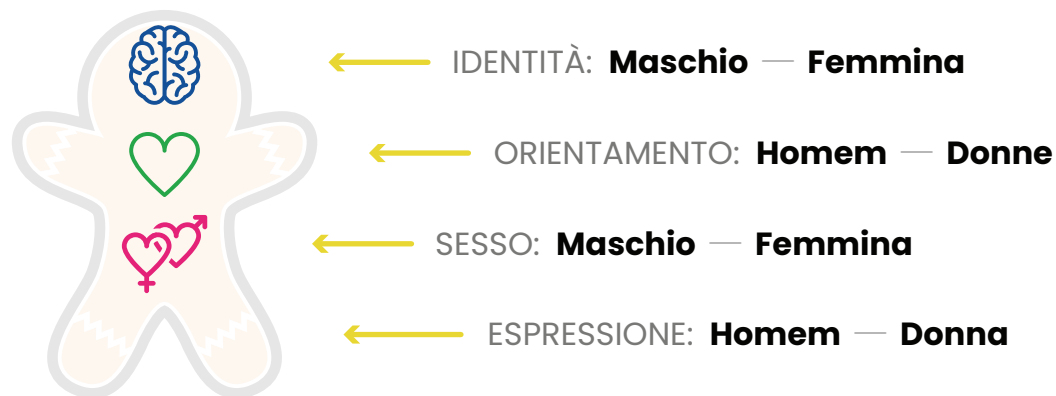 IDENTITÀ: Maschio — Femmina
ORIENTAMENTO: Homem — Donne
SESSO: Maschio — Femmina
ESPRESSIONE: Homem — Donna